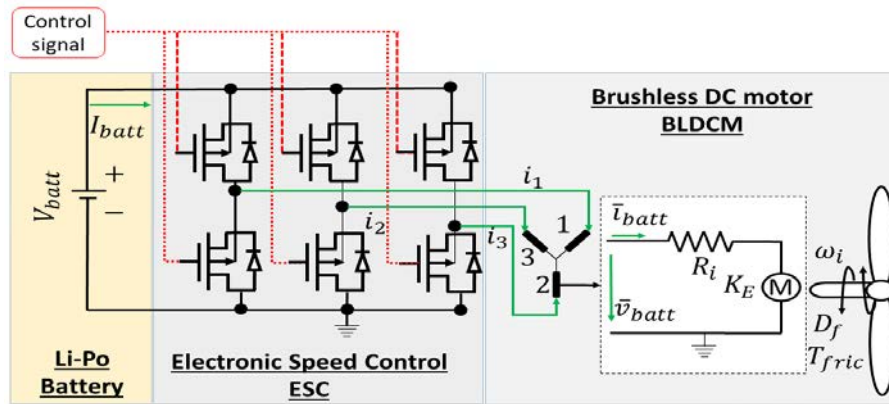 Control
signal
Brushless DC motor
BLDCM
I_batt
V_batt
+
−
i_1
i_2
i_3
1
3
2
i̅_batt
R_i
K_E
M
v̅_batt
ω_i
D_f
T_fric
Li-Po
Battery
Electronic Speed Control
ESC